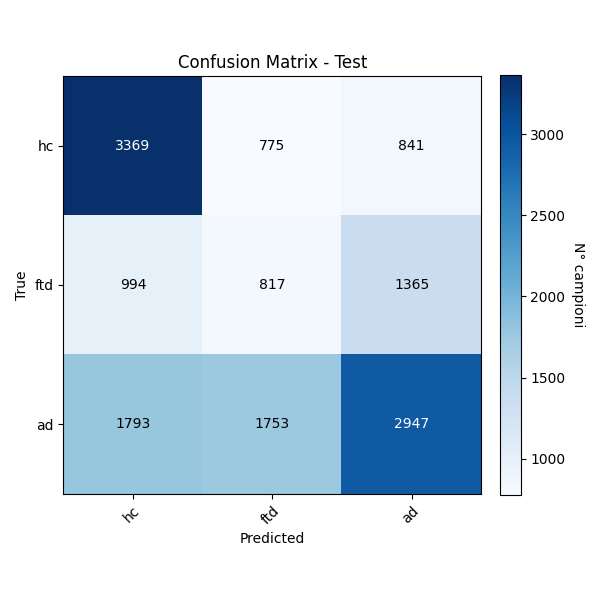 Confusion Matrix - Test
hc 3369 775 841
ftd 994 817 1365
ad 1793 1753 2947
hc ftd ad
Predicted
True
3000
2500
2000
1500
1000
N° campioni